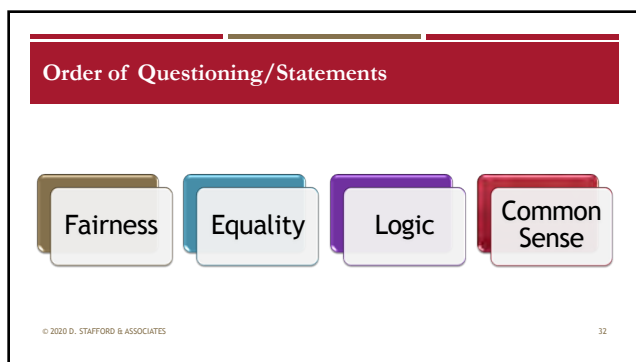 Order of Questioning/Statements
Fairness
Equality
Logic
Common
Sense
© 2020 D. STAFFORD & ASSOCIATES
32